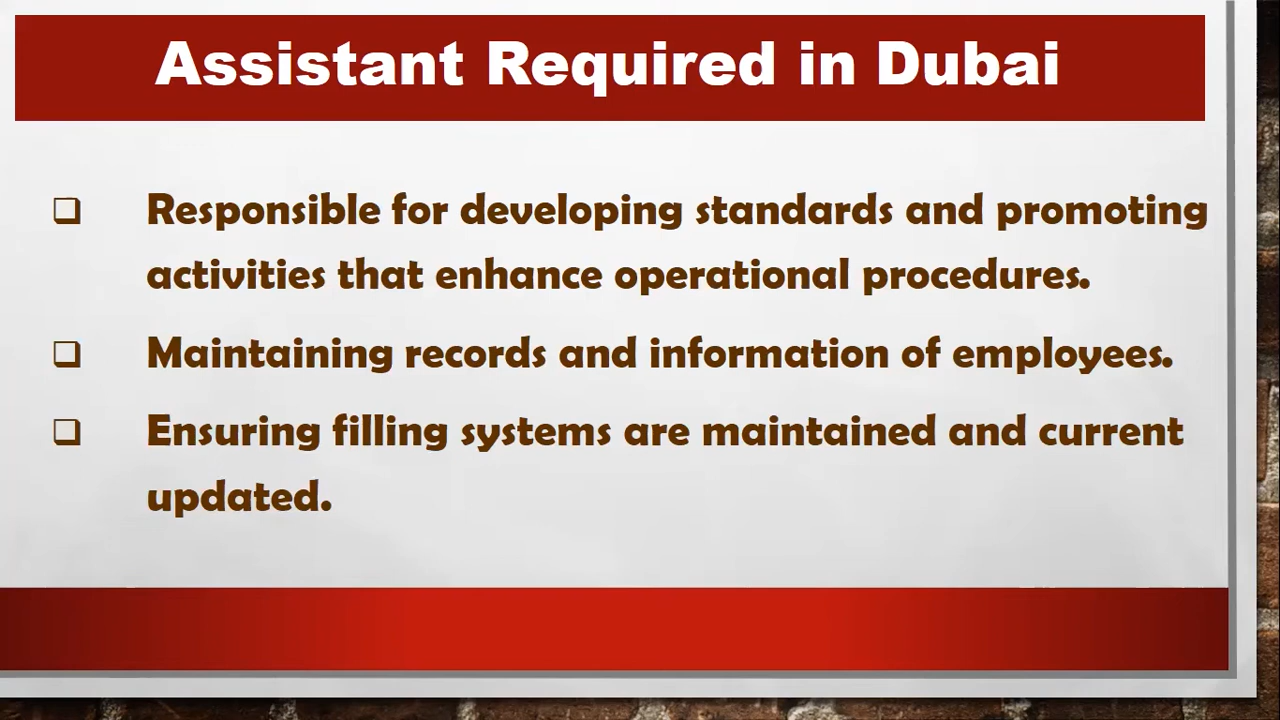 Assistant Required in Dubai
Responsible for developing standards and promoting
activities that enhance operational procedures.
Maintaining records and information of employees.
Ensuring filling systems are maintained and current
updated.